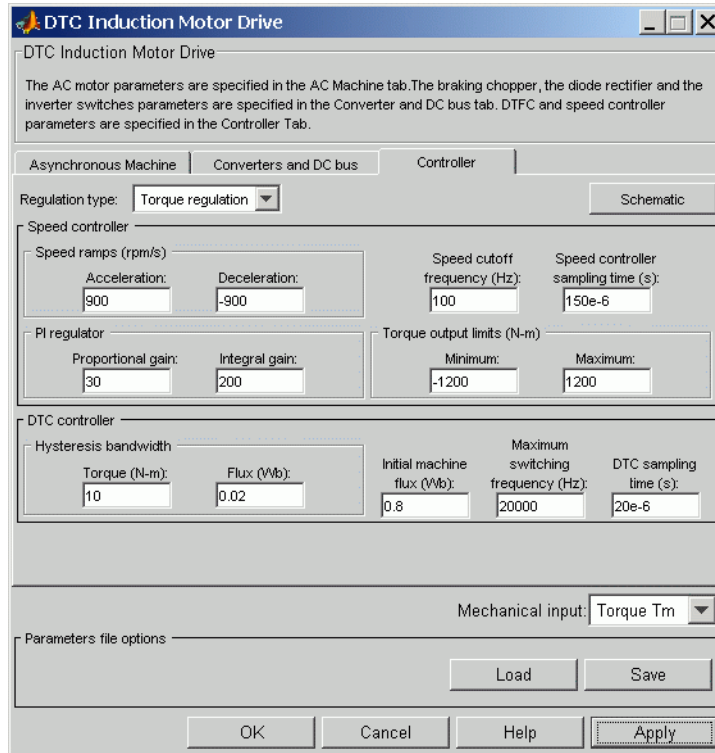 DTC Induction Motor Drive
DTC Induction Motor Drive
The AC motor parameters are specified in the AC Machine tab.The braking chopper, the diode rectifier and the
inverter switches parameters are specified in the Converter and DC bus tab. DTFC and speed controller
parameters are specified in the Controller Tab.
Asynchronous Machine Converters and DC bus Controller
Regulation type: Torque regulation Schematic
Speed controller
Speed ramps (rpm/s)
Acceleration: Deceleration:
900 -900
Speed cutoff
frequency (Hz):
100
Speed controller
sampling time (s):
150e-6
PI regulator
Proportional gain: Integral gain:
30 200
Torque output limits (N-m)
Minimum: Maximum:
-1200 1200
DTC controller
Hysteresis bandwidth
Torque (N-m): Flux (Wb):
10 0.02
Initial machine
flux (Wb):
0.8
Maximum
switching
frequency (Hz):
20000
DTC sampling
time (s):
20e-6
Mechanical input: Torque Tm
Parameters file options
Load Save
OK Cancel Help Apply